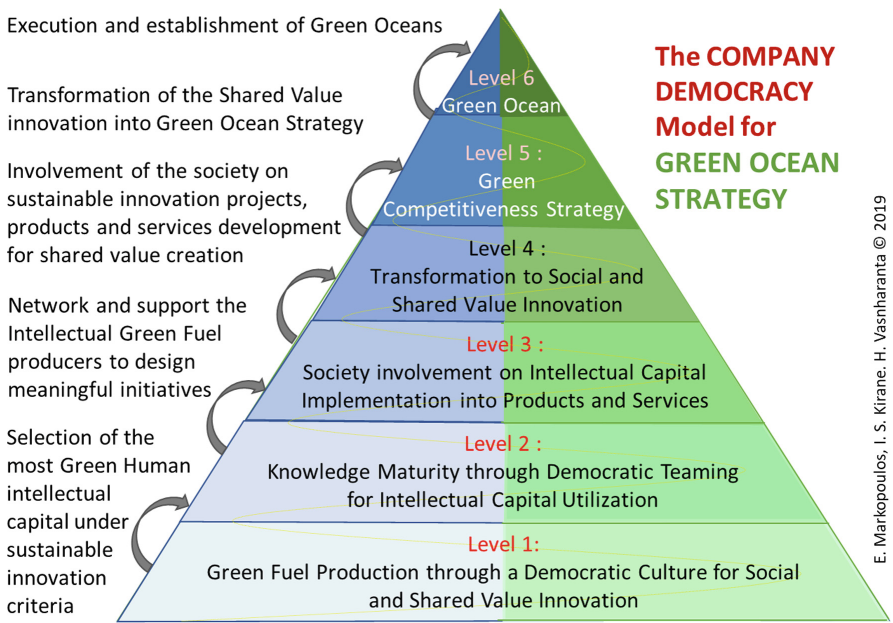 Execution and establishment of Green Oceans
Transformation of the Shared Value
innovation into Green Ocean Strategy
Involvement of the society on
sustainable innovation projects,
products and services development
for shared value creation
Network and support the
Intellectual Green Fuel
producers to design
meaningful initiatives
Selection of the
most Green Human
intellectual
capital under
sustainable
innovation
criteria
Level 6
Green Ocean
Level 5 :
Green
Competitiveness Strategy
Level 4 :
Transformation to Social and
Shared Value Innovation
Level 3 :
Society involvement on Intellectual Capital
Implementation into Products and Services
Level 2 :
Knowledge Maturity through Democratic Teaming
for Intellectual Capital Utilization
Level 1:
Green Fuel Production through a Democratic Culture for Social
and Shared Value Innovation
The COMPANY
DEMOCRACY
Model for
GREEN OCEAN
STRATEGY
E. Markopoulos, I. S. Kirane. H. Vasnharanta © 2019